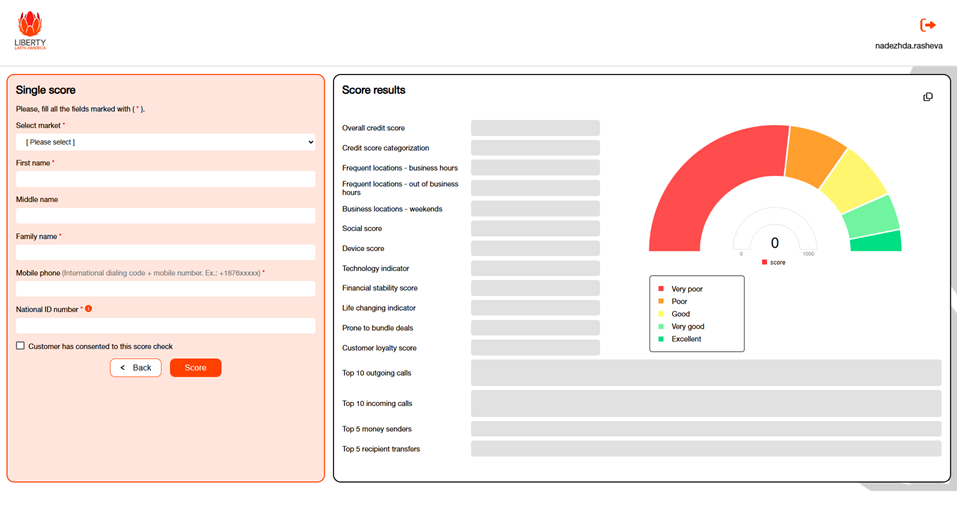 LIBERTY
LATIN AMERICA
nadezhda.rasheva
Single score
Please, fill all the fields marked with ( * ).
Select market *
[ Please select ]
First name *
Middle name
Family name *
Mobile phone (International dialing code + mobile number. Ex.: +1876xxxxx) *
National ID number *
Customer has consented to this score check
< Back
Score
Score results
Overall credit score
Credit score categorization
Frequent locations - business hours
Frequent locations - out of business
hours
Business locations - weekends
Social score
Device score
Technology indicator
Financial stability score
Life changing indicator
Prone to bundle deals
Customer loyalty score
Top 10 outgoing calls
Top 10 incoming calls
Top 5 money senders
Top 5 recipient transfers
0
0 1000
score
Very poor
Poor
Good
Very good
Excellent